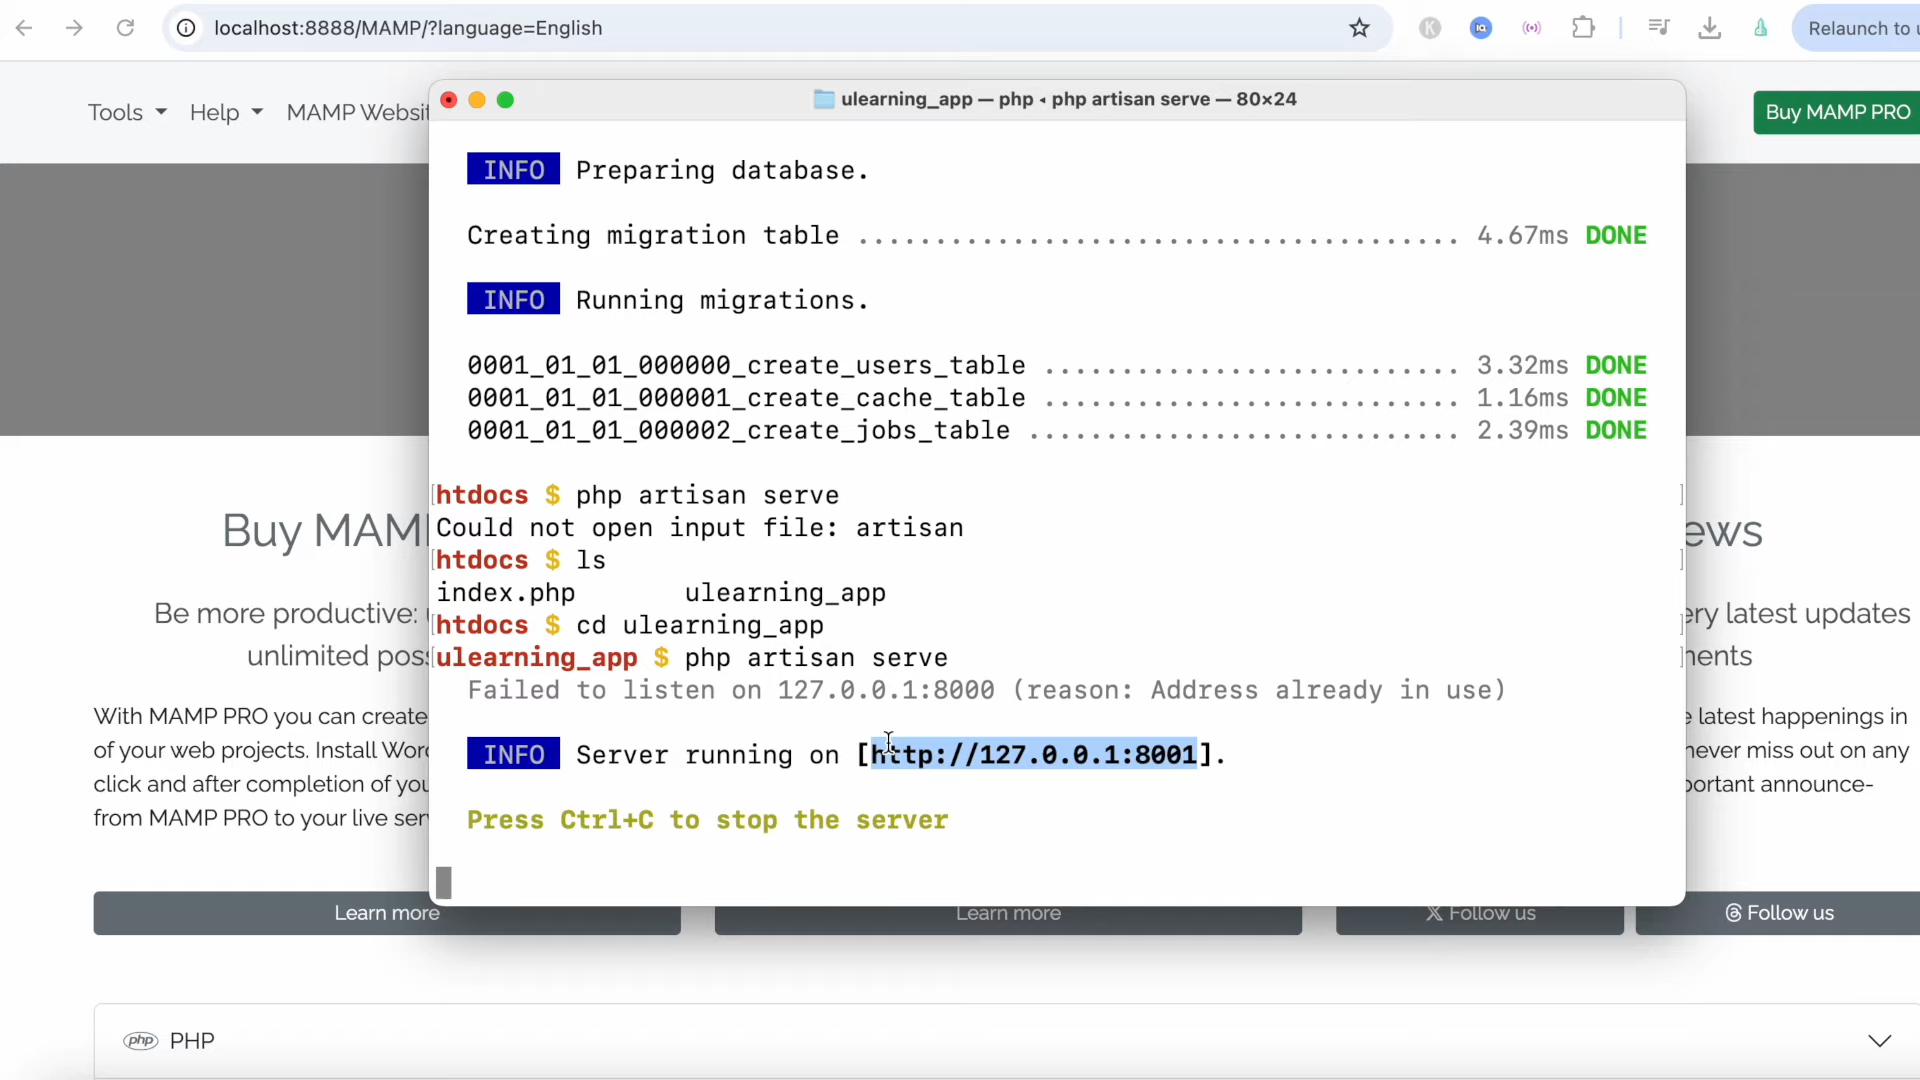 localhost:8888/MAMP/?language=English
Relaunch to u
Tools Help MAMP Websit
Buy MAMP PRO
ulearning_app — php ◂ php artisan serve — 80×24
INFO Preparing database.
Creating migration table ....................................... 4.67ms DONE
INFO Running migrations.
0001_01_01_000000_create_users_table ........................... 3.32ms DONE
0001_01_01_000001_create_cache_table ........................... 1.16ms DONE
0001_01_01_000002_create_jobs_table ............................ 2.39ms DONE
[htdocs $ php artisan serve ]
Could not open input file: artisan
[htdocs $ ls ]
index.php ulearning_app
[htdocs $ cd ulearning_app ]
[ulearning_app $ php artisan serve ]
Failed to listen on 127.0.0.1:8000 (reason: Address already in use)
INFO Server running on [http://127.0.0.1:8001].
Press Ctrl+C to stop the server
Buy MAM
Be more productive:
unlimited pos
With MAMP PRO you can create
of your web projects. Install Wor
click and after completion of you
from MAMP PRO to your live ser
Learn more
Learn more
ews
ery latest updates
ents
latest happenings in
never miss out on any
portant announce-
X Follow us
Follow us
php PHP